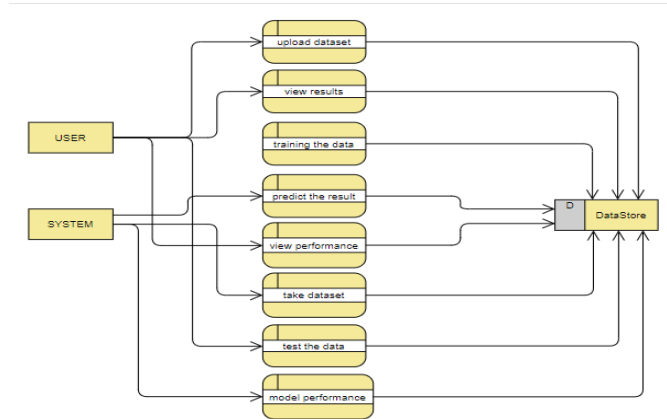 upload dataset
view results
training the data
USER
predict the result
D
DataStore
SYSTEM
view performance
take dataset
test the data
model performance